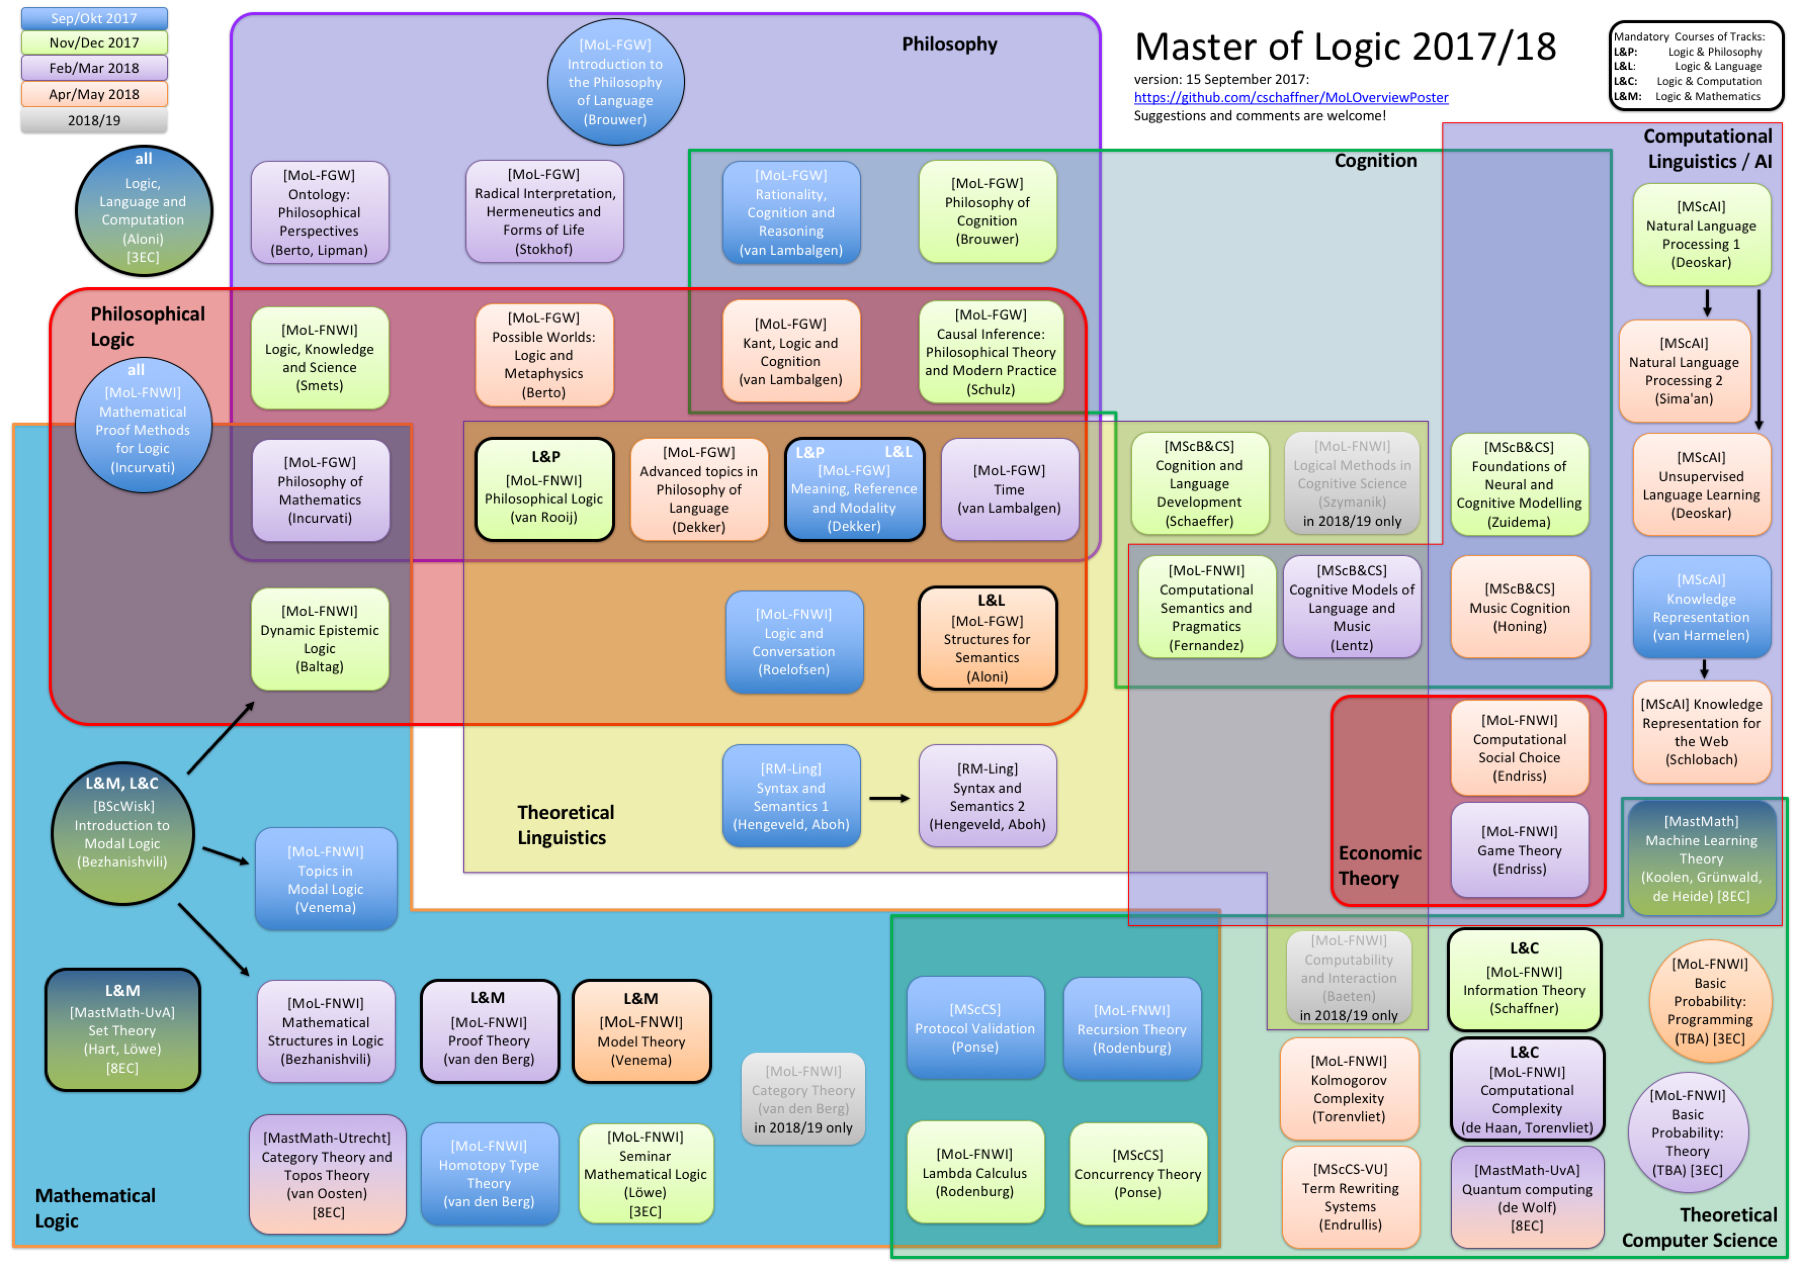 Sep/Okt 2017
Nov/Dec 2017
Feb/Mar 2018
Apr/May 2018
2018/19
Philosophy
[MoL-FGW]
Introduction to
the Philosophy
of Language
(Brouwer)
Master of Logic 2017/18
version: 15 September 2017:
https://github.com/cschaffner/MoLOverviewPoster
Suggestions and comments are welcome!
Mandatory Courses of Tracks:
L&P: Logic & Philosophy
L&L: Logic & Language
L&C: Logic & Computation
L&M: Logic & Mathematics
all
Logic,
Language and
Computation
(Aloni)
[3EC]
[MoL-FGW]
Ontology:
Philosophical
Perspectives
(Berto, Lipman)
[MoL-FGW]
Radical Interpretation,
Hermeneutics and
Forms of Life
(Stokhof)
[MoL-FGW]
Rationality,
Cognition and
Reasoning
(van Lambalgen)
[MoL-FGW]
Philosophy of
Cognition
(Brouwer)
Cognition
Computational
Linguistics / AI
[MScAI]
Natural Language
Processing 1
(Deoskar)
Philosophical
Logic
[MoL-FNWI]
Logic, Knowledge
and Science
(Smets)
[MoL-FGW]
Possible Worlds:
Logic and
Metaphysics
(Berto)
[MoL-FGW]
Kant, Logic and
Cognition
(van Lambalgen)
[MoL-FGW]
Causal Inference:
Philosophical Theory
and Modern Practice
(Schulz)
[MScAI]
Natural Language
Processing 2
(Sima'an)
all
[MoL-FNWI]
Mathematical
Proof Methods
for Logic
(Incurvati)
[MoL-FGW]
Philosophy of
Mathematics
(Incurvati)
L&P
[MoL-FNWI]
Philosophical Logic
(van Rooij)
[MoL-FGW]
Advanced topics in
Philosophy of
Language
(Dekker)
L&P L&L
[MoL-FGW]
Meaning, Reference
and Modality
(Dekker)
[MoL-FGW]
Time
(van Lambalgen)
[MScB&CS]
Cognition and
Language
Development
(Schaeffer)
[MoL-FNWI]
Logical Methods in
Cognitive Science
(Szymanik)
in 2018/19 only
[MScB&CS]
Foundations of
Neural and
Cognitive Modelling
(Zuidema)
[MScAI]
Unsupervised
Language Learning
(Deoskar)
[MoL-FNWI]
Dynamic Epistemic
Logic
(Baltag)
[MoL-FNWI]
Logic and
Conversation
(Roelofsen)
L&L
[MoL-FGW]
Structures for
Semantics
(Aloni)
[MoL-FNWI]
Computational
Semantics and
Pragmatics
(Fernandez)
[MScB&CS]
Cognitive Models of
Language and
Music
(Lentz)
[MScB&CS]
Music Cognition
(Honing)
[MScAI]
Knowledge
Representation
(van Harmelen)
[MScAI] Knowledge
Representation for
the Web
(Schlobach)
L&M, L&C
[BScWisk]
Introduction to
Modal Logic
(Bezhanishvili)
Theoretical
Linguistics
[RM-Ling]
Syntax and
Semantics 1
(Hengeveld, Aboh)
[RM-Ling]
Syntax and
Semantics 2
(Hengeveld, Aboh)
[MoL-FNWI]
Computational
Social Choice
(Endriss)
Economic
Theory
[MoL-FNWI]
Game Theory
(Endriss)
[MastMath]
Machine Learning
Theory
(Koolen, Grünwald,
de Heide) [8EC]
[MoL-FNWI]
Topics in
Modal Logic
(Venema)
L&M
[MastMath-UvA]
Set Theory
(Hart, Löwe)
[8EC]
[MoL-FNWI]
Mathematical
Structures in Logic
(Bezhanishvili)
L&M
[MoL-FNWI]
Proof Theory
(van den Berg)
L&M
[MoL-FNWI]
Model Theory
(Venema)
[MoL-FNWI]
Category Theory
(van den Berg)
in 2018/19 only
[MScCS]
Protocol Validation
(Ponse)
[MoL-FNWI]
Recursion Theory
(Rodenburg)
[MoL-FNWI]
Computability
and Interaction
(Baeten)
in 2018/19 only
L&C
[MoL-FNWI]
Information Theory
(Schaffner)
[MoL-FNWI]
Basic
Probability:
Programming
(TBA) [3EC]
[MoL-FNWI]
Kolmogorov
Complexity
(Torenvliet)
L&C
[MoL-FNWI]
Computational
Complexity
(de Haan, Torenvliet)
[MoL-FNWI]
Basic
Probability:
Theory
(TBA) [3EC]
Mathematical
Logic
[MastMath-Utrecht]
Category Theory and
Topos Theory
(van Oosten)
[8EC]
[MoL-FNWI]
Homotopy Type
Theory
(van den Berg)
[MoL-FNWI]
Seminar
Mathematical Logic
(Löwe)
[3EC]
[MoL-FNWI]
Lambda Calculus
(Rodenburg)
[MScCS]
Concurrency Theory
(Ponse)
[MScCS-VU]
Term Rewriting
Systems
(Endrullis)
[MastMath-UvA]
Quantum computing
(de Wolf)
[8EC]
Theoretical
Computer Science